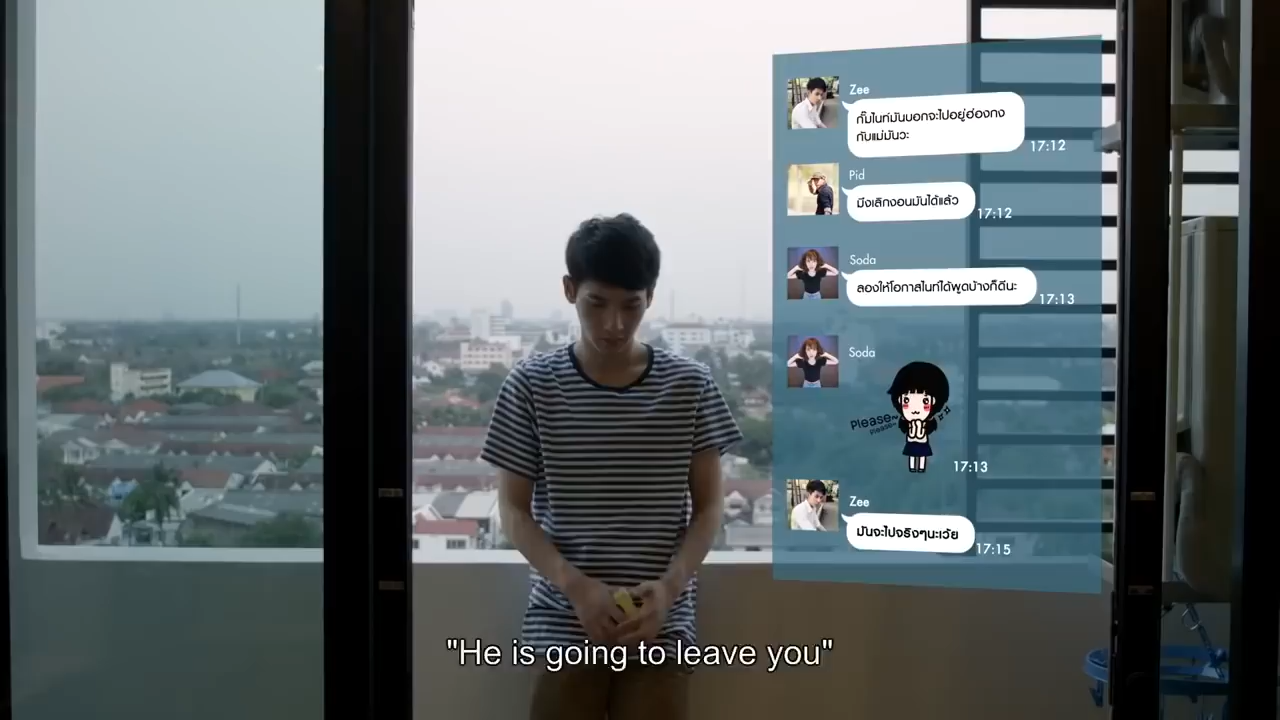 Zee
กั๊มไนท์มันบอกจะไปอยู่ฮ่องกง
กับแม่มันวะ
17:12
Pid
มึงเลิกงอนมันได้แล้ว
17:12
Soda
ลองให้โอกาสไนท์ได้พูดบ้างก็ดีนะ
17:13
Soda
Please~
Please~
17:13
Zee
มันจะไปจริงๆนะเว้ย
17:15
"He is going to leave you"